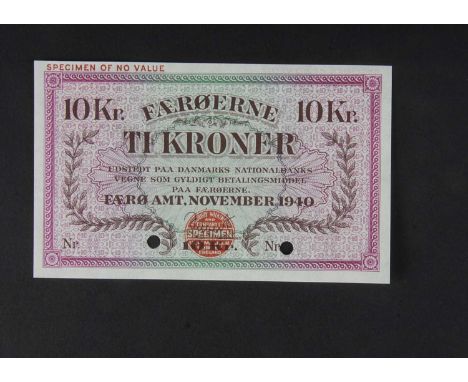 SPECIMEN OF NO VALUE
10 Kr. FÆRØERNE 10 Kr.
TI KRONER
UDSTEDT PAA DANMARKS NATIONALBANKS
VEGNE SOM GYLDIGT BETALINGSMIDDEL
PAA FÆRØERNE.
FÆRØ AMT, NOVEMBER 1940
SPECIMEN
Nr. Nr.